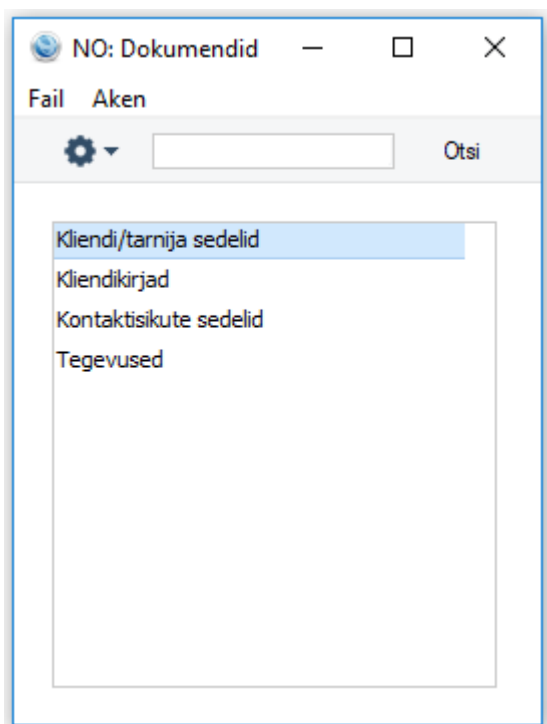 NO: Dokumendid
Fail Aken
Otsi
Kliendi/tarnija sedelid
Kliendikirjad
Kontaktisikute sedelid
Tegevused